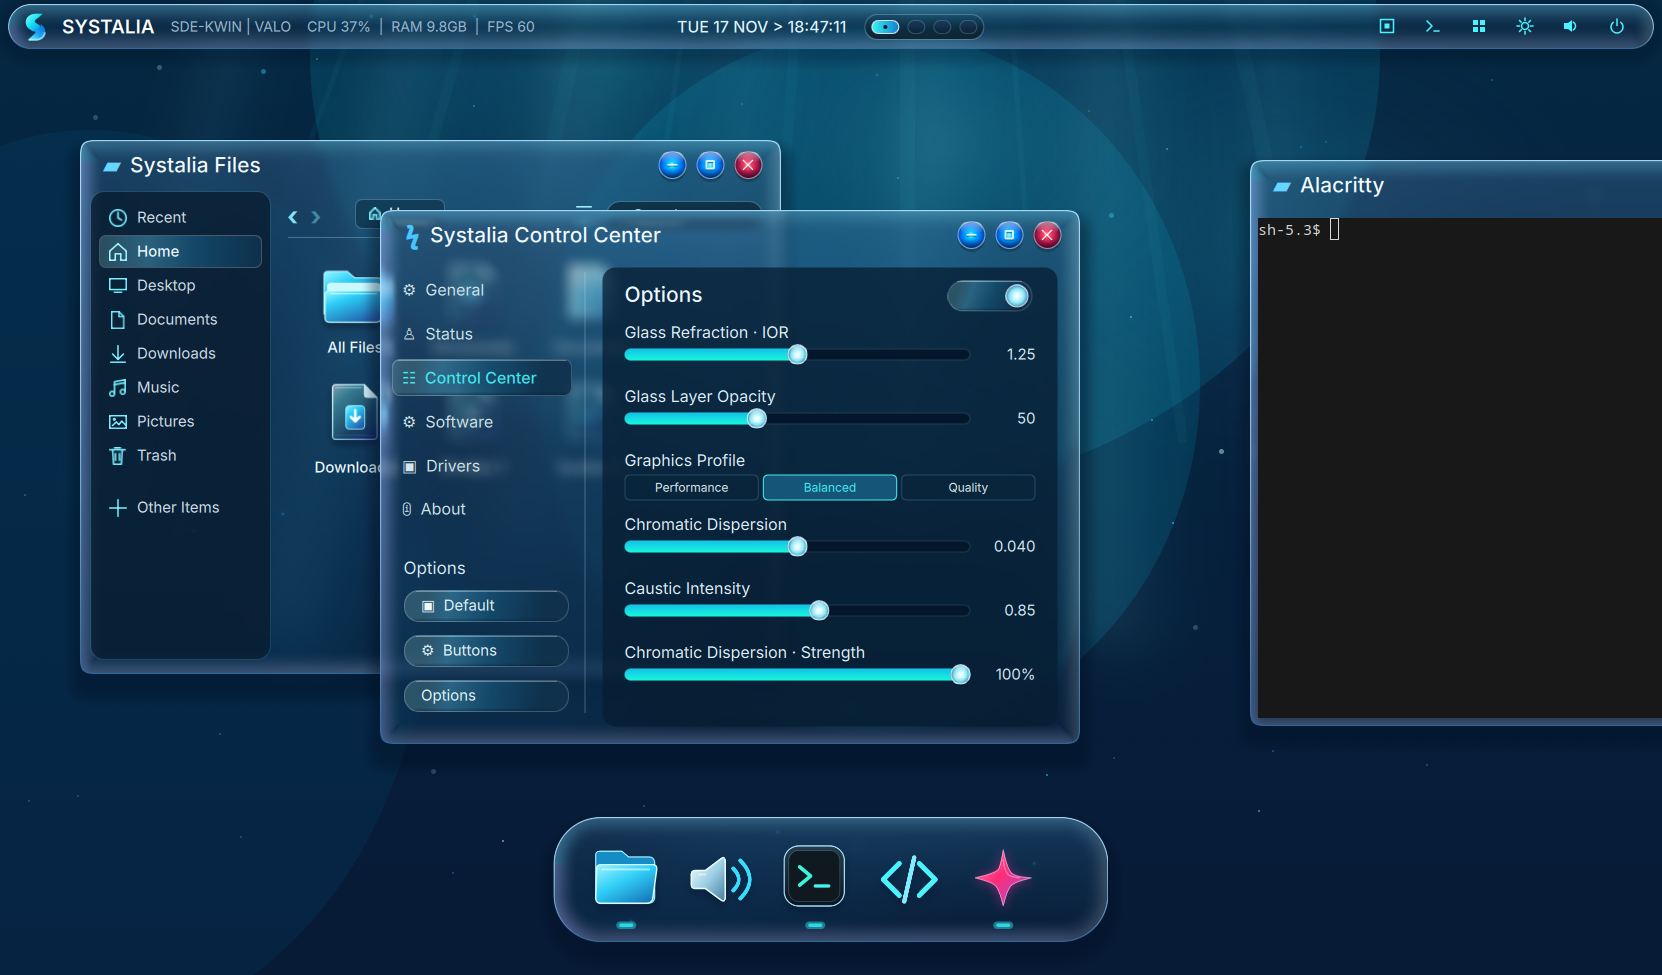 SYSTALIA SDE-KWIN | VALO CPU 37% | RAM 9.8GB | FPS 60 TUE 17 NOV > 18:47:11
Systalia Files
Recent
Home
Desktop
Documents
Downloads
Music
Pictures
Trash
Other Items
All Files
Systalia Control Center
General
Status
Control Center
Software
Drivers
About
Options
Default
Buttons
Options
Options
Glass Refraction · IOR
1.25
Glass Layer Opacity
50
Graphics Profile
Performance Balanced Quality
Chromatic Dispersion
0.040
Caustic Intensity
0.85
Chromatic Dispersion · Strength
100%
Alacritty
sh-5.3$